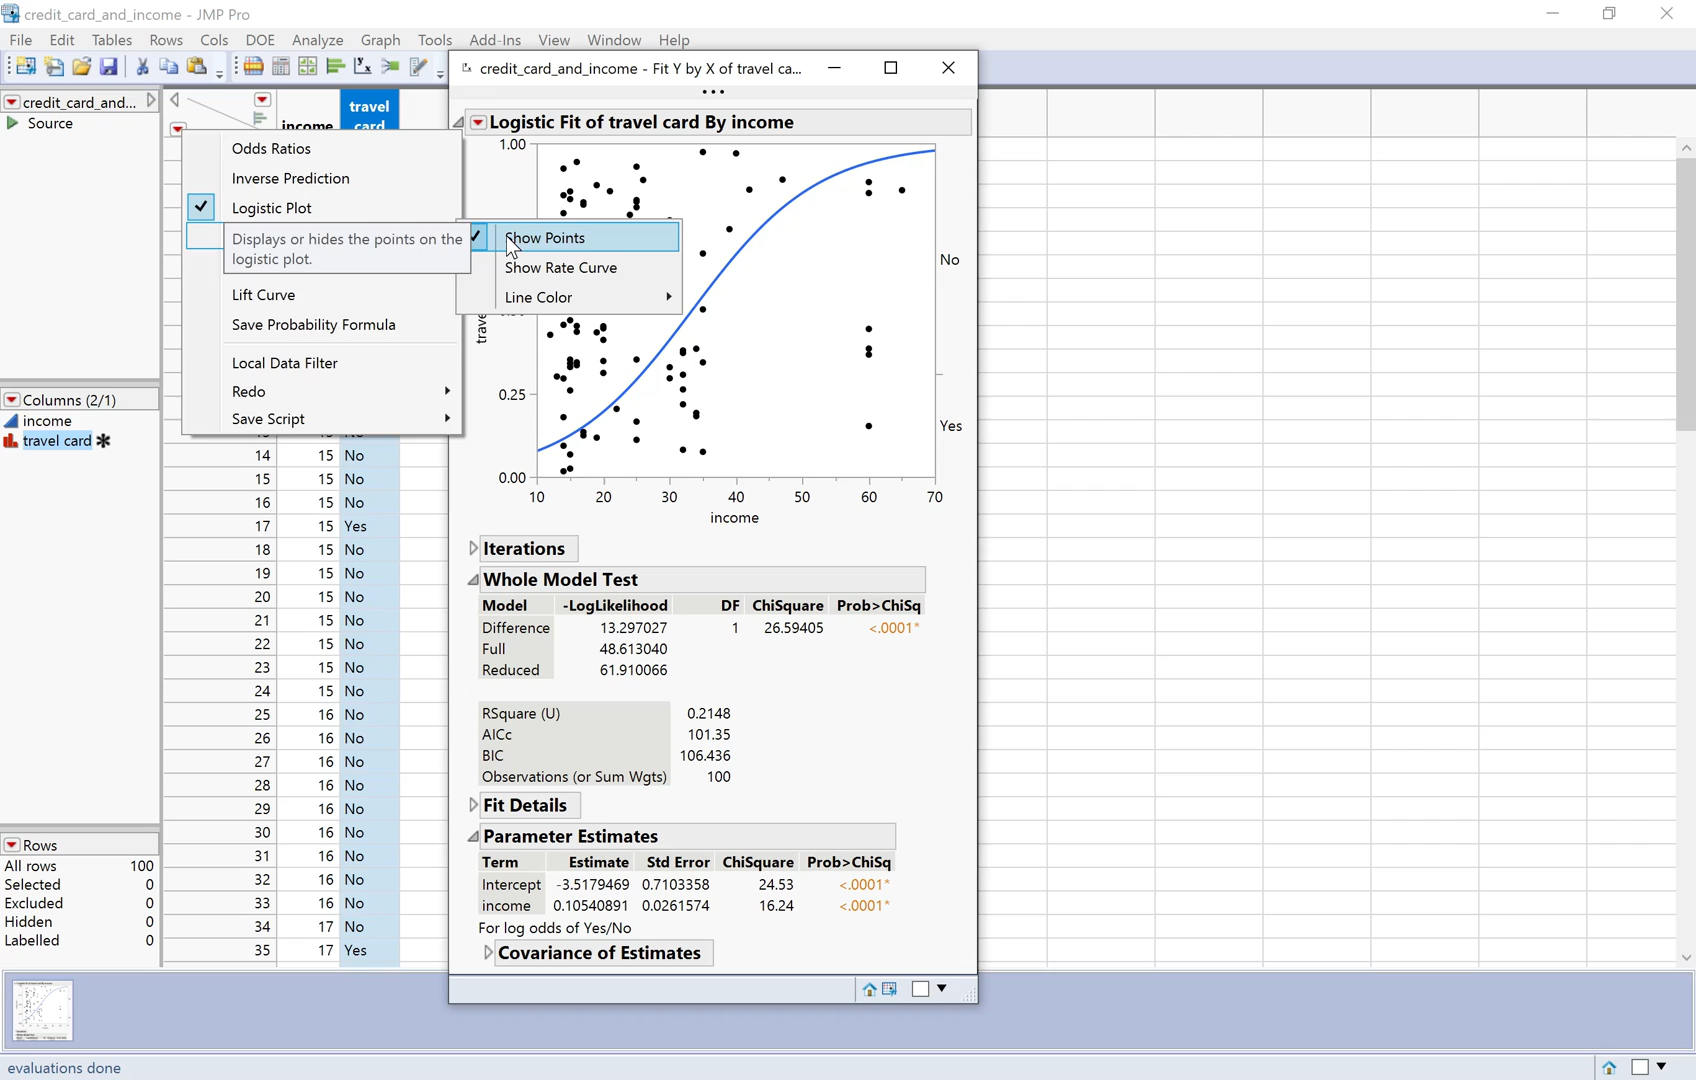 credit_card_and_income - JMP Pro
File Edit Tables Rows Cols DOE Analyze Graph Tools Add-Ins View Window Help
credit_card_and_income - Fit Y by X of travel ca...
credit_card_and...
Source
income travel card
Odds Ratios
Inverse Prediction
Logistic Plot
Displays or hides the points on the logistic plot.
Lift Curve
Save Probability Formula
Local Data Filter
Redo
Save Script
Show Points
Show Rate Curve
Line Color
Logistic Fit of travel card By income
1.00
0.25
0.00
No
Yes
10 20 30 40 50 60 70
income
Columns (2/1)
income
travel card
14 15 No
15 15 No
16 15 No
17 15 Yes
18 15 No
19 15 No
20 15 No
21 15 No
22 15 No
23 15 No
24 15 No
25 16 No
26 16 No
27 16 No
28 16 No
29 16 No
30 16 No
31 16 No
32 16 No
33 16 No
34 17 No
35 17 Yes
Iterations
Whole Model Test
Model -LogLikelihood DF ChiSquare Prob>ChiSq
Difference 13.297027 1 26.59405 <.0001*
Full 48.613040
Reduced 61.910066
RSquare (U) 0.2148
AICc 101.35
BIC 106.436
Observations (or Sum Wgts) 100
Fit Details
Parameter Estimates
Term Estimate Std Error ChiSquare Prob>ChiSq
Intercept -3.5179469 0.7103358 24.53 <.0001*
income 0.10540891 0.0261574 16.24 <.0001*
For log odds of Yes/No
Covariance of Estimates
Rows
All rows 100
Selected 0
Excluded 0
Hidden 0
Labelled 0
evaluations done